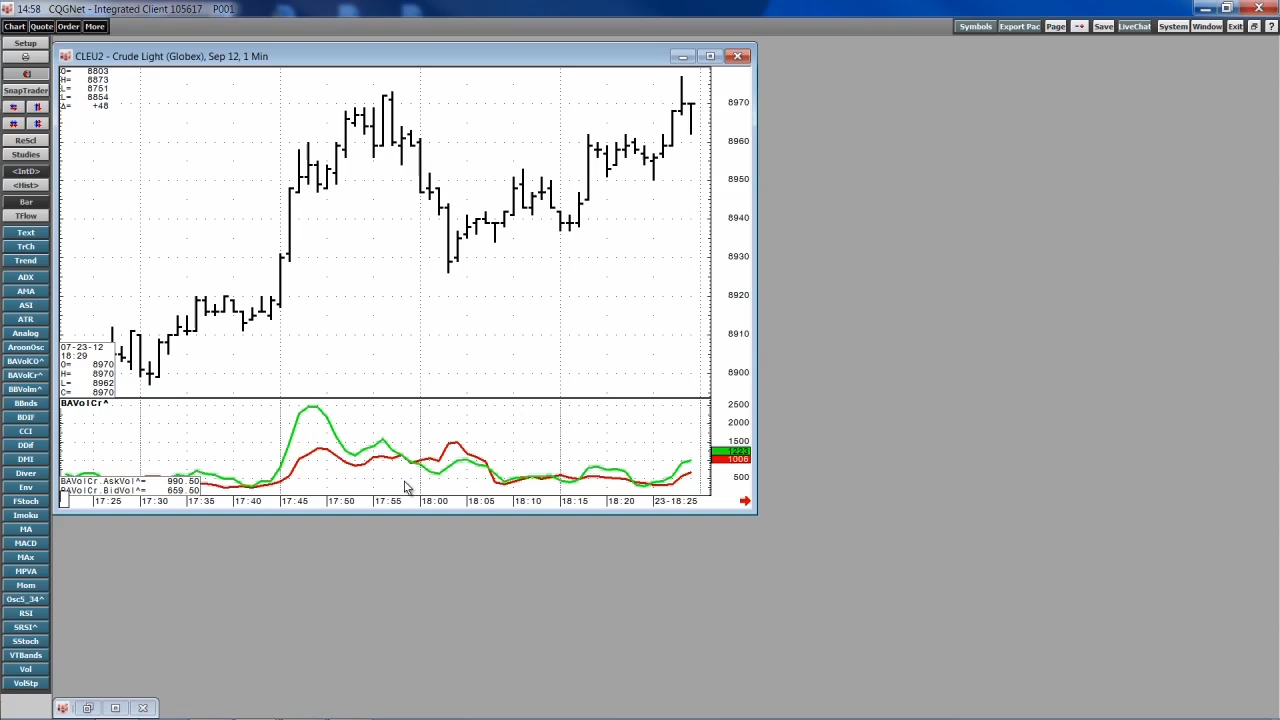 14:58 CQGNet - Integrated Client 105617 P001
Chart Quote Order More
Symbols Export Pac Page Save LiveChat System Window Exit ?
Setup
SnapTrader
ReScl
Studies
<IntD>
<Hist>
Bar
TFlow
Text
TrCh
Trend
ADX
AMA
ASI
ATR
Analog
AroonOsc
BAVolCO^
BAVolCr^
BBVolm^
BBnds
BDIF
CCI
DDif
DMI
Diver
Env
FStoch
Imoku
MA
MACD
MAx
MPVA
Mom
Osc5_34^
RSI
SRSI^
SStoch
VTBands
Vol
VolStp
CLEU2 - Crude Light (Globex), Sep 12, 1 Min
O= 8803
H= 8873
L= 8751
L= 8854
Δ= +48
8970
8960
8950
8940
8930
8920
8910
8900
07-23-12
18:29
O= 8970
H= 8970
L= 8962
C= 8970
BAVolCr^
2500
2000
1500
1223
1006
500
BAVolCr.AskVol^= 990.50
BAVolCr.BidVol^= 659.50
17:25 17:30 17:35 17:40 17:45 17:50 17:55 18:00 18:05 18:10 18:15 18:20 23-18:25